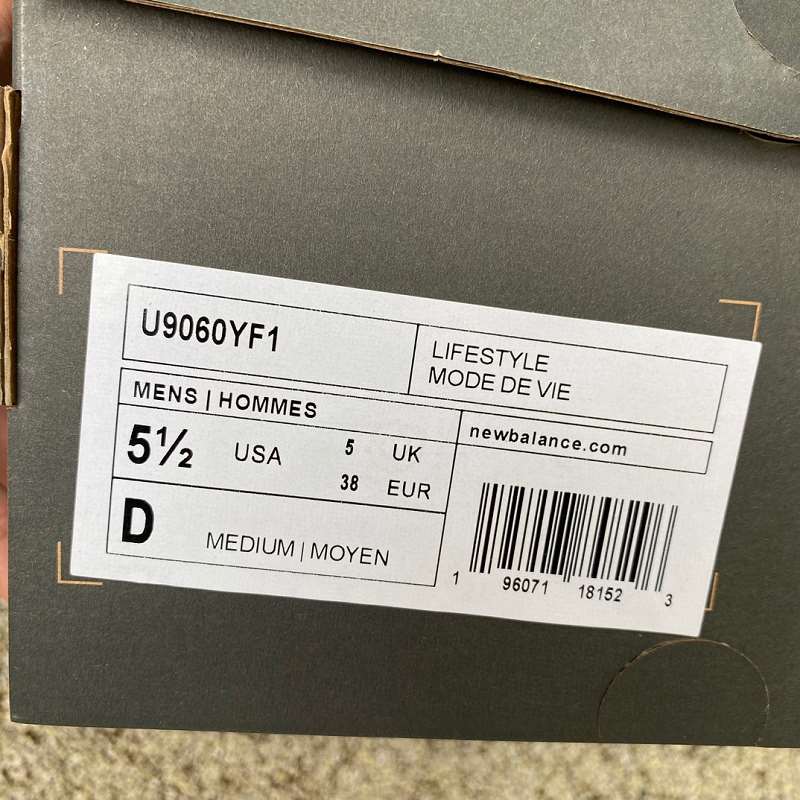 U9060YF1
LIFESTYLE
MODE DE VIE
MENS | HOMMES
newbalance.com
5½ USA 5 UK
38 EUR
D MEDIUM | MOYEN
1 96071 18152 3